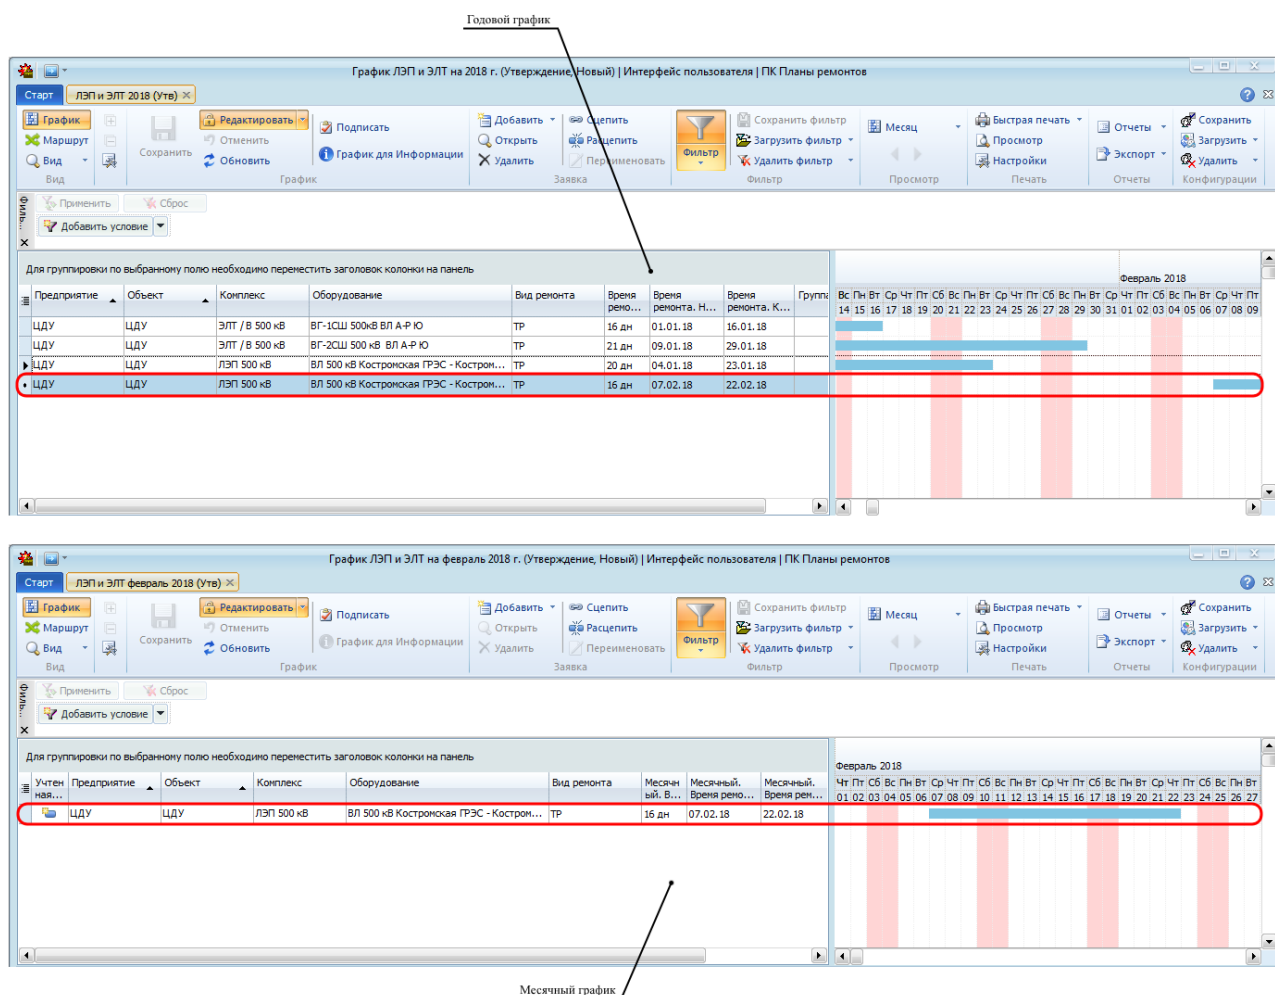 Годовой график
График ЛЭП и ЭЛТ на 2018 г. (Утверждение, Новый) | Интерфейс пользователя | ПК Планы ремонтов
Старт ЛЭП и ЭЛТ 2018 (Утв)
График Редактировать Подписать Добавить Сцепить Сохранить фильтр Месяц Быстрая печать Отчеты Сохранить
Маршрут Сохранить Отменить График для Информации Открыть Расцепить Фильтр Загрузить фильтр Просмотр Экспорт Загрузить
Вид Обновить Удалить Переименовать Удалить фильтр Настройки Удалить
Вид График Заявка Фильтр Просмотр Печать Отчеты Конфигурации
Филь...
Применить Сброс
Добавить условие
Для группировки по выбранному полю необходимо переместить заголовок колонки на панель
Февраль 2018
Предприятие Объект Комплекс Оборудование Вид ремонта Время ремо... Время ремонта. Н... Время ремонта. К... Группа
Вс Пн Вт Ср Чт Пт Сб Вс Пн Вт Ср Чт Пт Сб Вс Пн Вт Ср Чт Пт Сб Вс Пн Вт Ср Чт Пт
14 15 16 17 18 19 20 21 22 23 24 25 26 27 28 29 30 31 01 02 03 04 05 06 07 08 09
ЦДУ ЦДУ ЭЛТ / В 500 кВ ВГ-1СШ 500кВ ВЛ А-Р Ю ТР 16 дн 01.01.18 16.01.18
ЦДУ ЦДУ ЭЛТ / В 500 кВ ВГ-2СШ 500 кВ ВЛ А-Р Ю ТР 21 дн 09.01.18 29.01.18
ЦДУ ЦДУ ЛЭП 500 кВ ВЛ 500 кВ Костромская ГРЭС - Костром... ТР 20 дн 04.01.18 23.01.18
ЦДУ ЦДУ ЛЭП 500 кВ ВЛ 500 кВ Костромская ГРЭС - Костром... ТР 16 дн 07.02.18 22.02.18
График ЛЭП и ЭЛТ на февраль 2018 г. (Утверждение, Новый) | Интерфейс пользователя | ПК Планы ремонтов
Старт ЛЭП и ЭЛТ февраль 2018 (Утв)
График Редактировать Подписать Добавить Сцепить Сохранить фильтр Месяц Быстрая печать Отчеты Сохранить
Маршрут Сохранить Отменить График для Информации Открыть Расцепить Фильтр Загрузить фильтр Просмотр Экспорт Загрузить
Вид Обновить Удалить Переименовать Удалить фильтр Настройки Удалить
Вид График Заявка Фильтр Просмотр Печать Отчеты Конфигурации
Филь...
Применить Сброс
Добавить условие
Для группировки по выбранному полю необходимо переместить заголовок колонки на панель
Февраль 2018
Учтен ная... Предприятие Объект Комплекс Оборудование Вид ремонта Месячн ый. В... Месячный. Время ремо... Месячный. Время рем...
Чт Пт Сб Вс Пн Вт Ср Чт Пт Сб Вс Пн Вт Ср Чт Пт Сб Вс Пн Вт Ср Чт Пт Сб Вс Пн Вт
01 02 03 04 05 06 07 08 09 10 11 12 13 14 15 16 17 18 19 20 21 22 23 24 25 26 27
ЦДУ ЦДУ ЛЭП 500 кВ ВЛ 500 кВ Костромская ГРЭС - Костром... ТР 16 дн 07.02.18 22.02.18
Месячный график